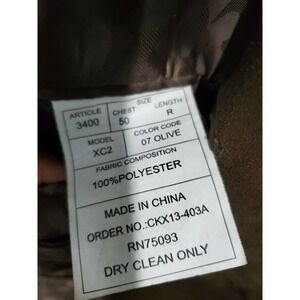 SIZE
ARTICLE CHEST LENGTH
3400 50 R
MODEL COLOR CODE
XC2 07 OLIVE
FABRIC COMPOSITION
100%POLYESTER
MADE IN CHINA
ORDER NO.:CKX13-403A
RN75093
DRY CLEAN ONLY